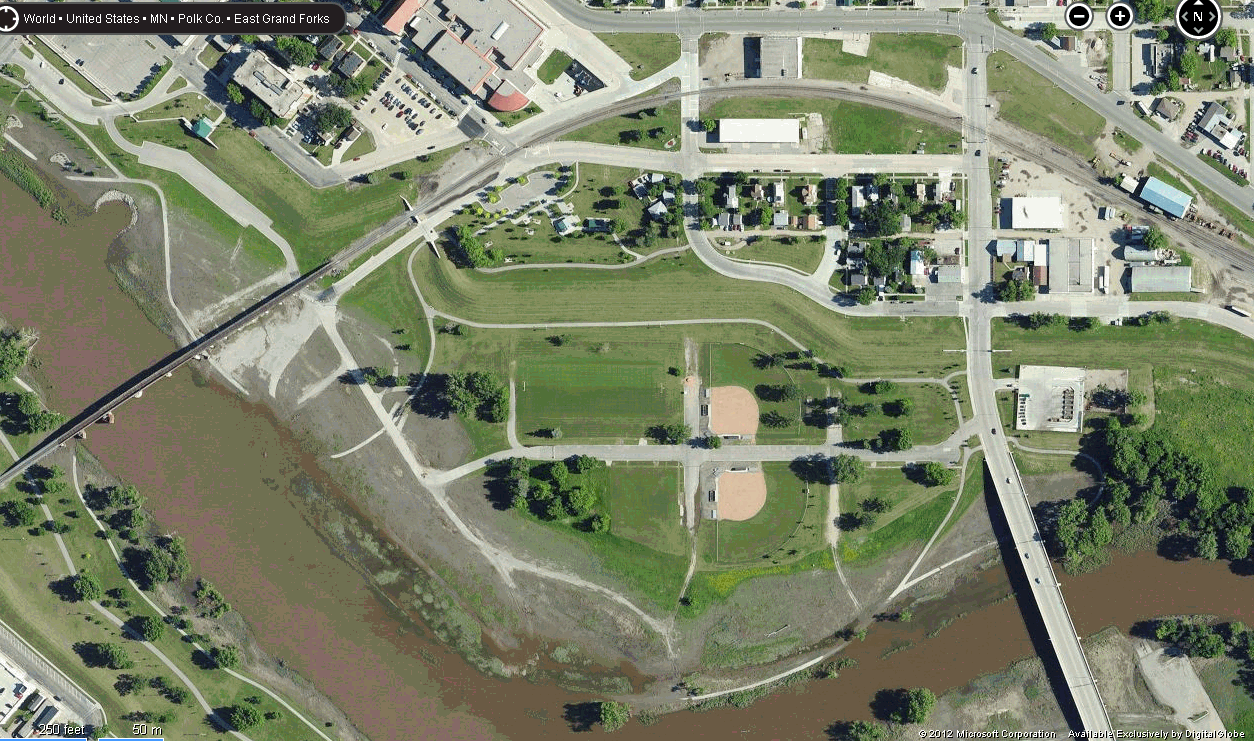 World • United States • MN • Polk Co. • East Grand Forks
N
250 feet
50 m
© 2012 Microsoft Corporation Available Exclusively by DigitalGlobe